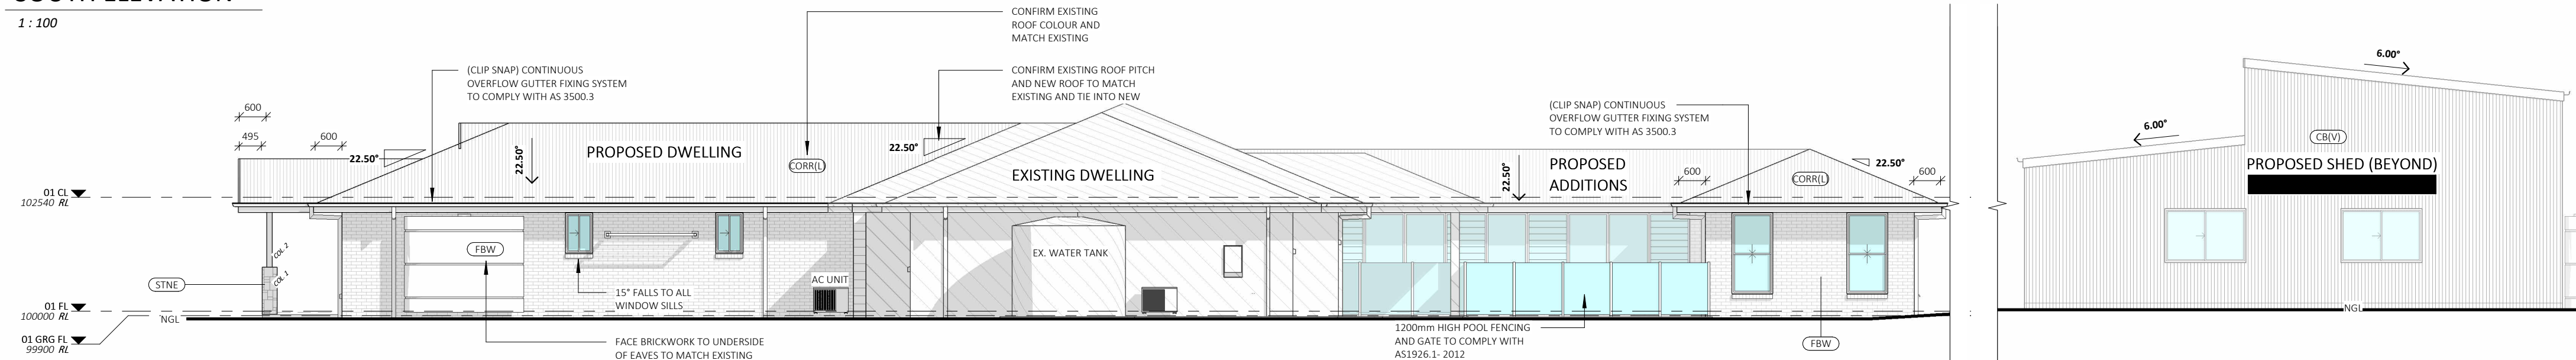 1 : 100
CONFIRM EXISTING
ROOF COLOUR AND
MATCH EXISTING
(CLIP SNAP) CONTINUOUS
OVERFLOW GUTTER FIXING SYSTEM
TO COMPLY WITH AS 3500.3
CONFIRM EXISTING ROOF PITCH
AND NEW ROOF TO MATCH
EXISTING AND TIE INTO NEW
(CLIP SNAP) CONTINUOUS
OVERFLOW GUTTER FIXING SYSTEM
TO COMPLY WITH AS 3500.3
600
495
600
22.50°
22.50°
PROPOSED DWELLING
CORR(L)
22.50°
EXISTING DWELLING
22.50°
PROPOSED
ADDITIONS
600
CORR(L)
22.50°
600
6.00°
6.00°
CB(V)
PROPOSED SHED (BEYOND)
01 CL
102540 RL
COL 2
COL 1
STNE
FBW
EX. WATER TANK
AC UNIT
15° FALLS TO ALL
WINDOW SILLS
01 FL
100000 RL
NGL
01 GRG FL
99900 RL
FACE BRICKWORK TO UNDERSIDE
OF EAVES TO MATCH EXISTING
1200mm HIGH POOL FENCING
AND GATE TO COMPLY WITH
AS1926.1- 2012
FBW
NGL